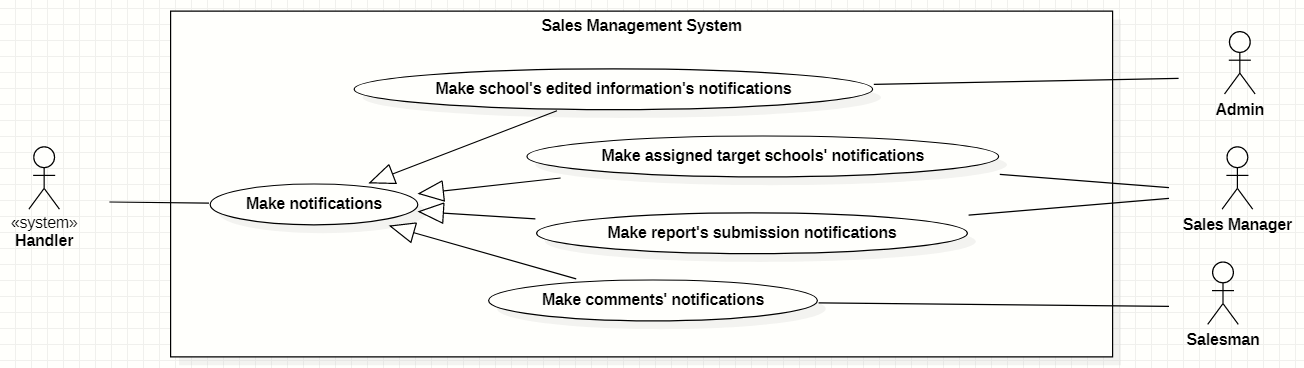 Sales Management System
Make school's edited information's notifications
Admin
Make assigned target schools' notifications
Make notifications
«system»
Handler
Sales Manager
Make report's submission notifications
Make comments' notifications
Salesman